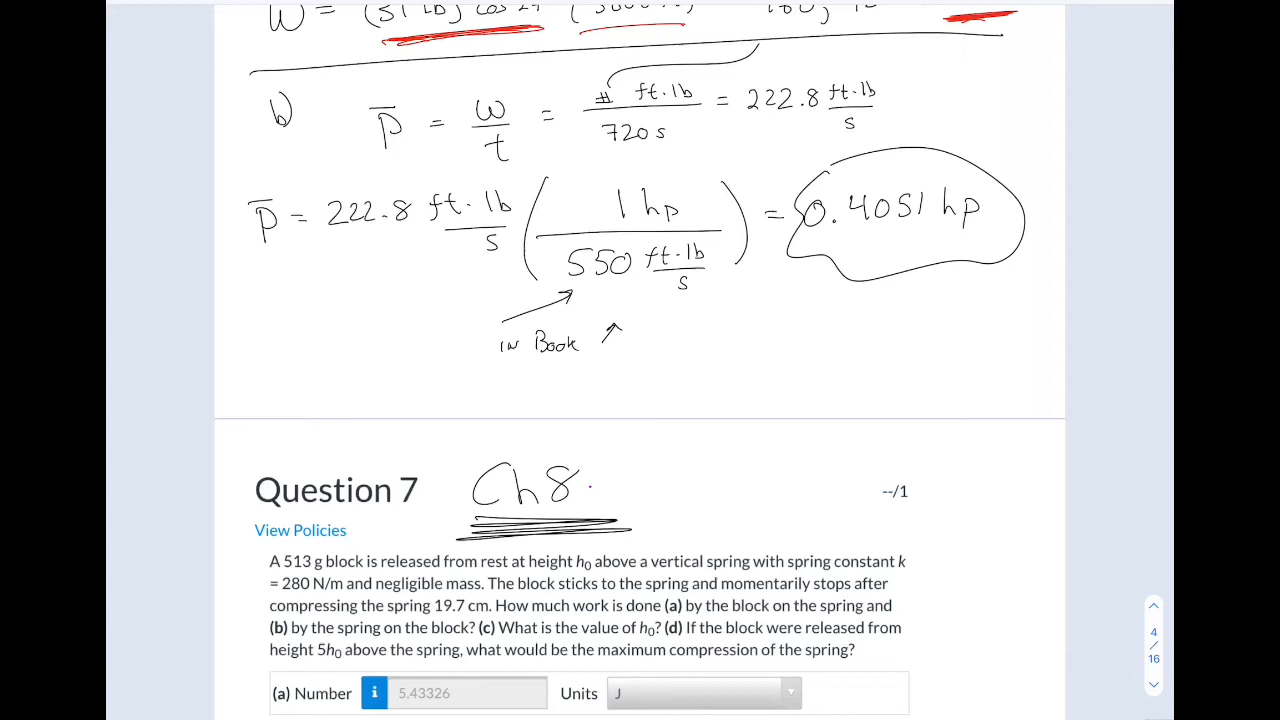 W = (51 lb) cos
b) P = W/t = # ft.lb / 720 s = 222.8 ft.lb / s
P = 222.8 ft.lb / s ( 1 hp / 550 ft.lb / s ) = 0.4051 hp
in Book ↑
Question 7 Ch 8 --/1
View Policies
A 513 g block is released from rest at height h0 above a vertical spring with spring constant k
= 280 N/m and negligible mass. The block sticks to the spring and momentarily stops after
compressing the spring 19.7 cm. How much work is done (a) by the block on the spring and
(b) by the spring on the block? (c) What is the value of h0? (d) If the block were released from
height 5h0 above the spring, what would be the maximum compression of the spring?
(a) Number i 5.43326 Units J
4
/
16